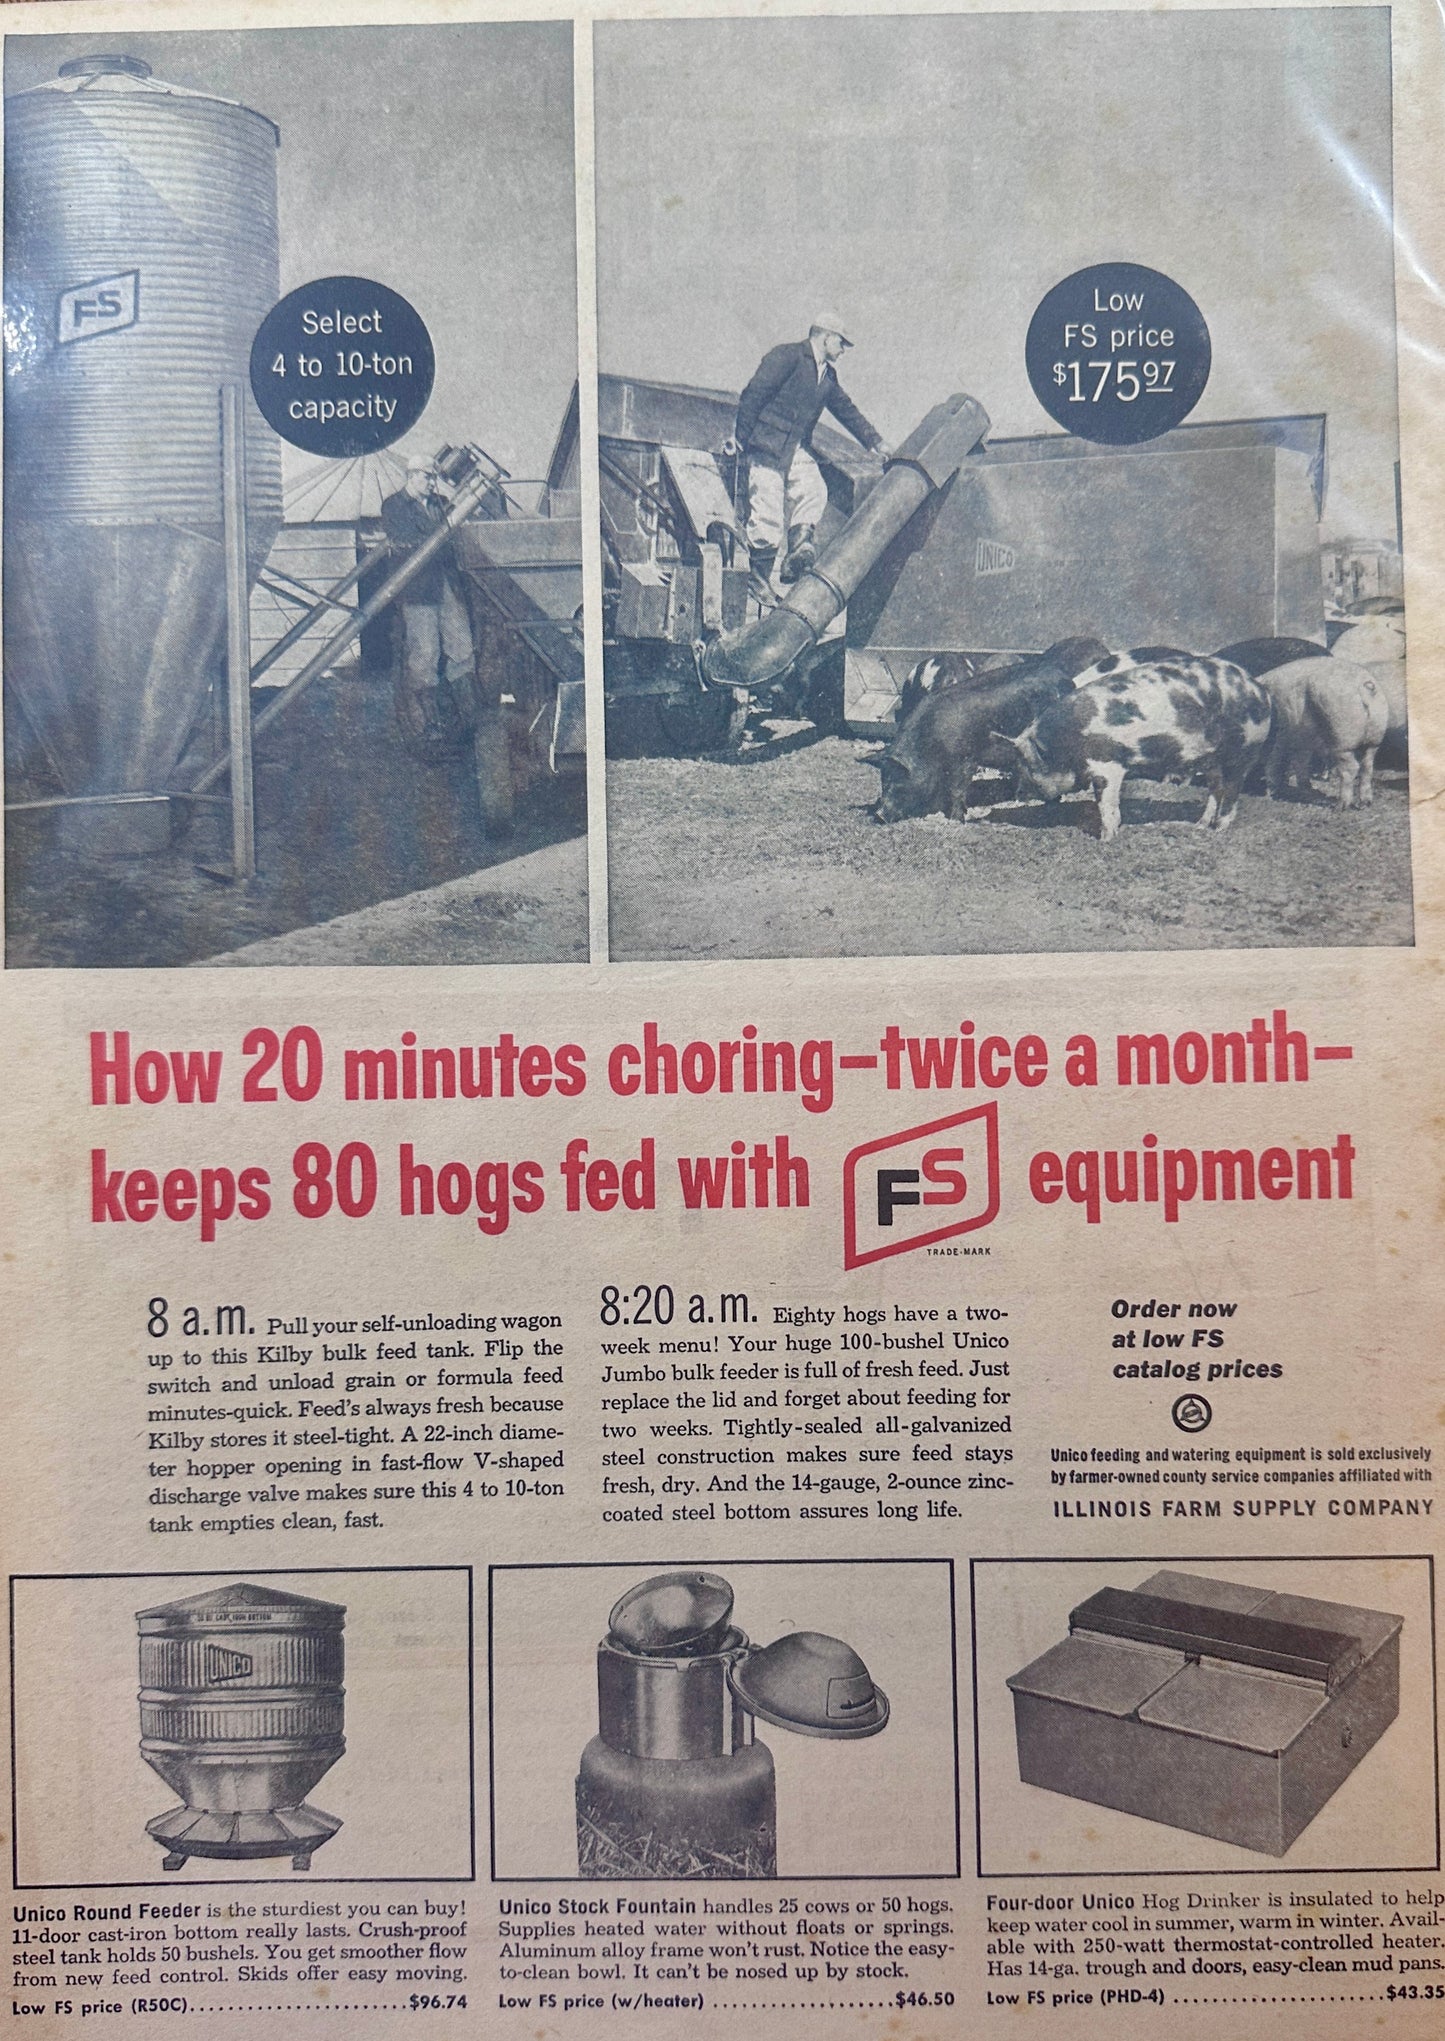 FS
Select
4 to 10-ton
capacity
Low
FS price
$175.97
UNICO
How 20 minutes choring—twice a month—
keeps 80 hogs fed with FS equipment
TRADE-MARK
8 a.m. Pull your self-unloading wagon
up to this Kilby bulk feed tank. Flip the
switch and unload grain or formula feed
minutes-quick. Feed's always fresh because
Kilby stores it steel-tight. A 22-inch diame-
ter hopper opening in fast-flow V-shaped
discharge valve makes sure this 4 to 10-ton
tank empties clean, fast.
8:20 a.m. Eighty hogs have a two-
week menu! Your huge 100-bushel Unico
Jumbo bulk feeder is full of fresh feed. Just
replace the lid and forget about feeding for
two weeks. Tightly-sealed all-galvanized
steel construction makes sure feed stays
fresh, dry. And the 14-gauge, 2-ounce zinc-
coated steel bottom assures long life.
Order now
at low FS
catalog prices
Unico feeding and watering equipment is sold exclusively
by farmer-owned county service companies affiliated with
ILLINOIS FARM SUPPLY COMPANY
UNICO
Unico Round Feeder is the sturdiest you can buy!
11-door cast-iron bottom really lasts. Crush-proof
steel tank holds 50 bushels. You get smoother flow
from new feed control. Skids offer easy moving.
Low FS price (R50C)........................$96.74
Unico Stock Fountain handles 25 cows or 50 hogs.
Supplies heated water without floats or springs.
Aluminum alloy frame won't rust. Notice the easy-
to-clean bowl. It can't be nosed up by stock.
Low FS price (w/heater) ....................$46.50
Four-door Unico Hog Drinker is insulated to help
keep water cool in summer, warm in winter. Avail-
able with 250-watt thermostat-controlled heater.
Has 14-ga. trough and doors, easy-clean mud pans.
Low FS price (PHD-4) .......................$43.35